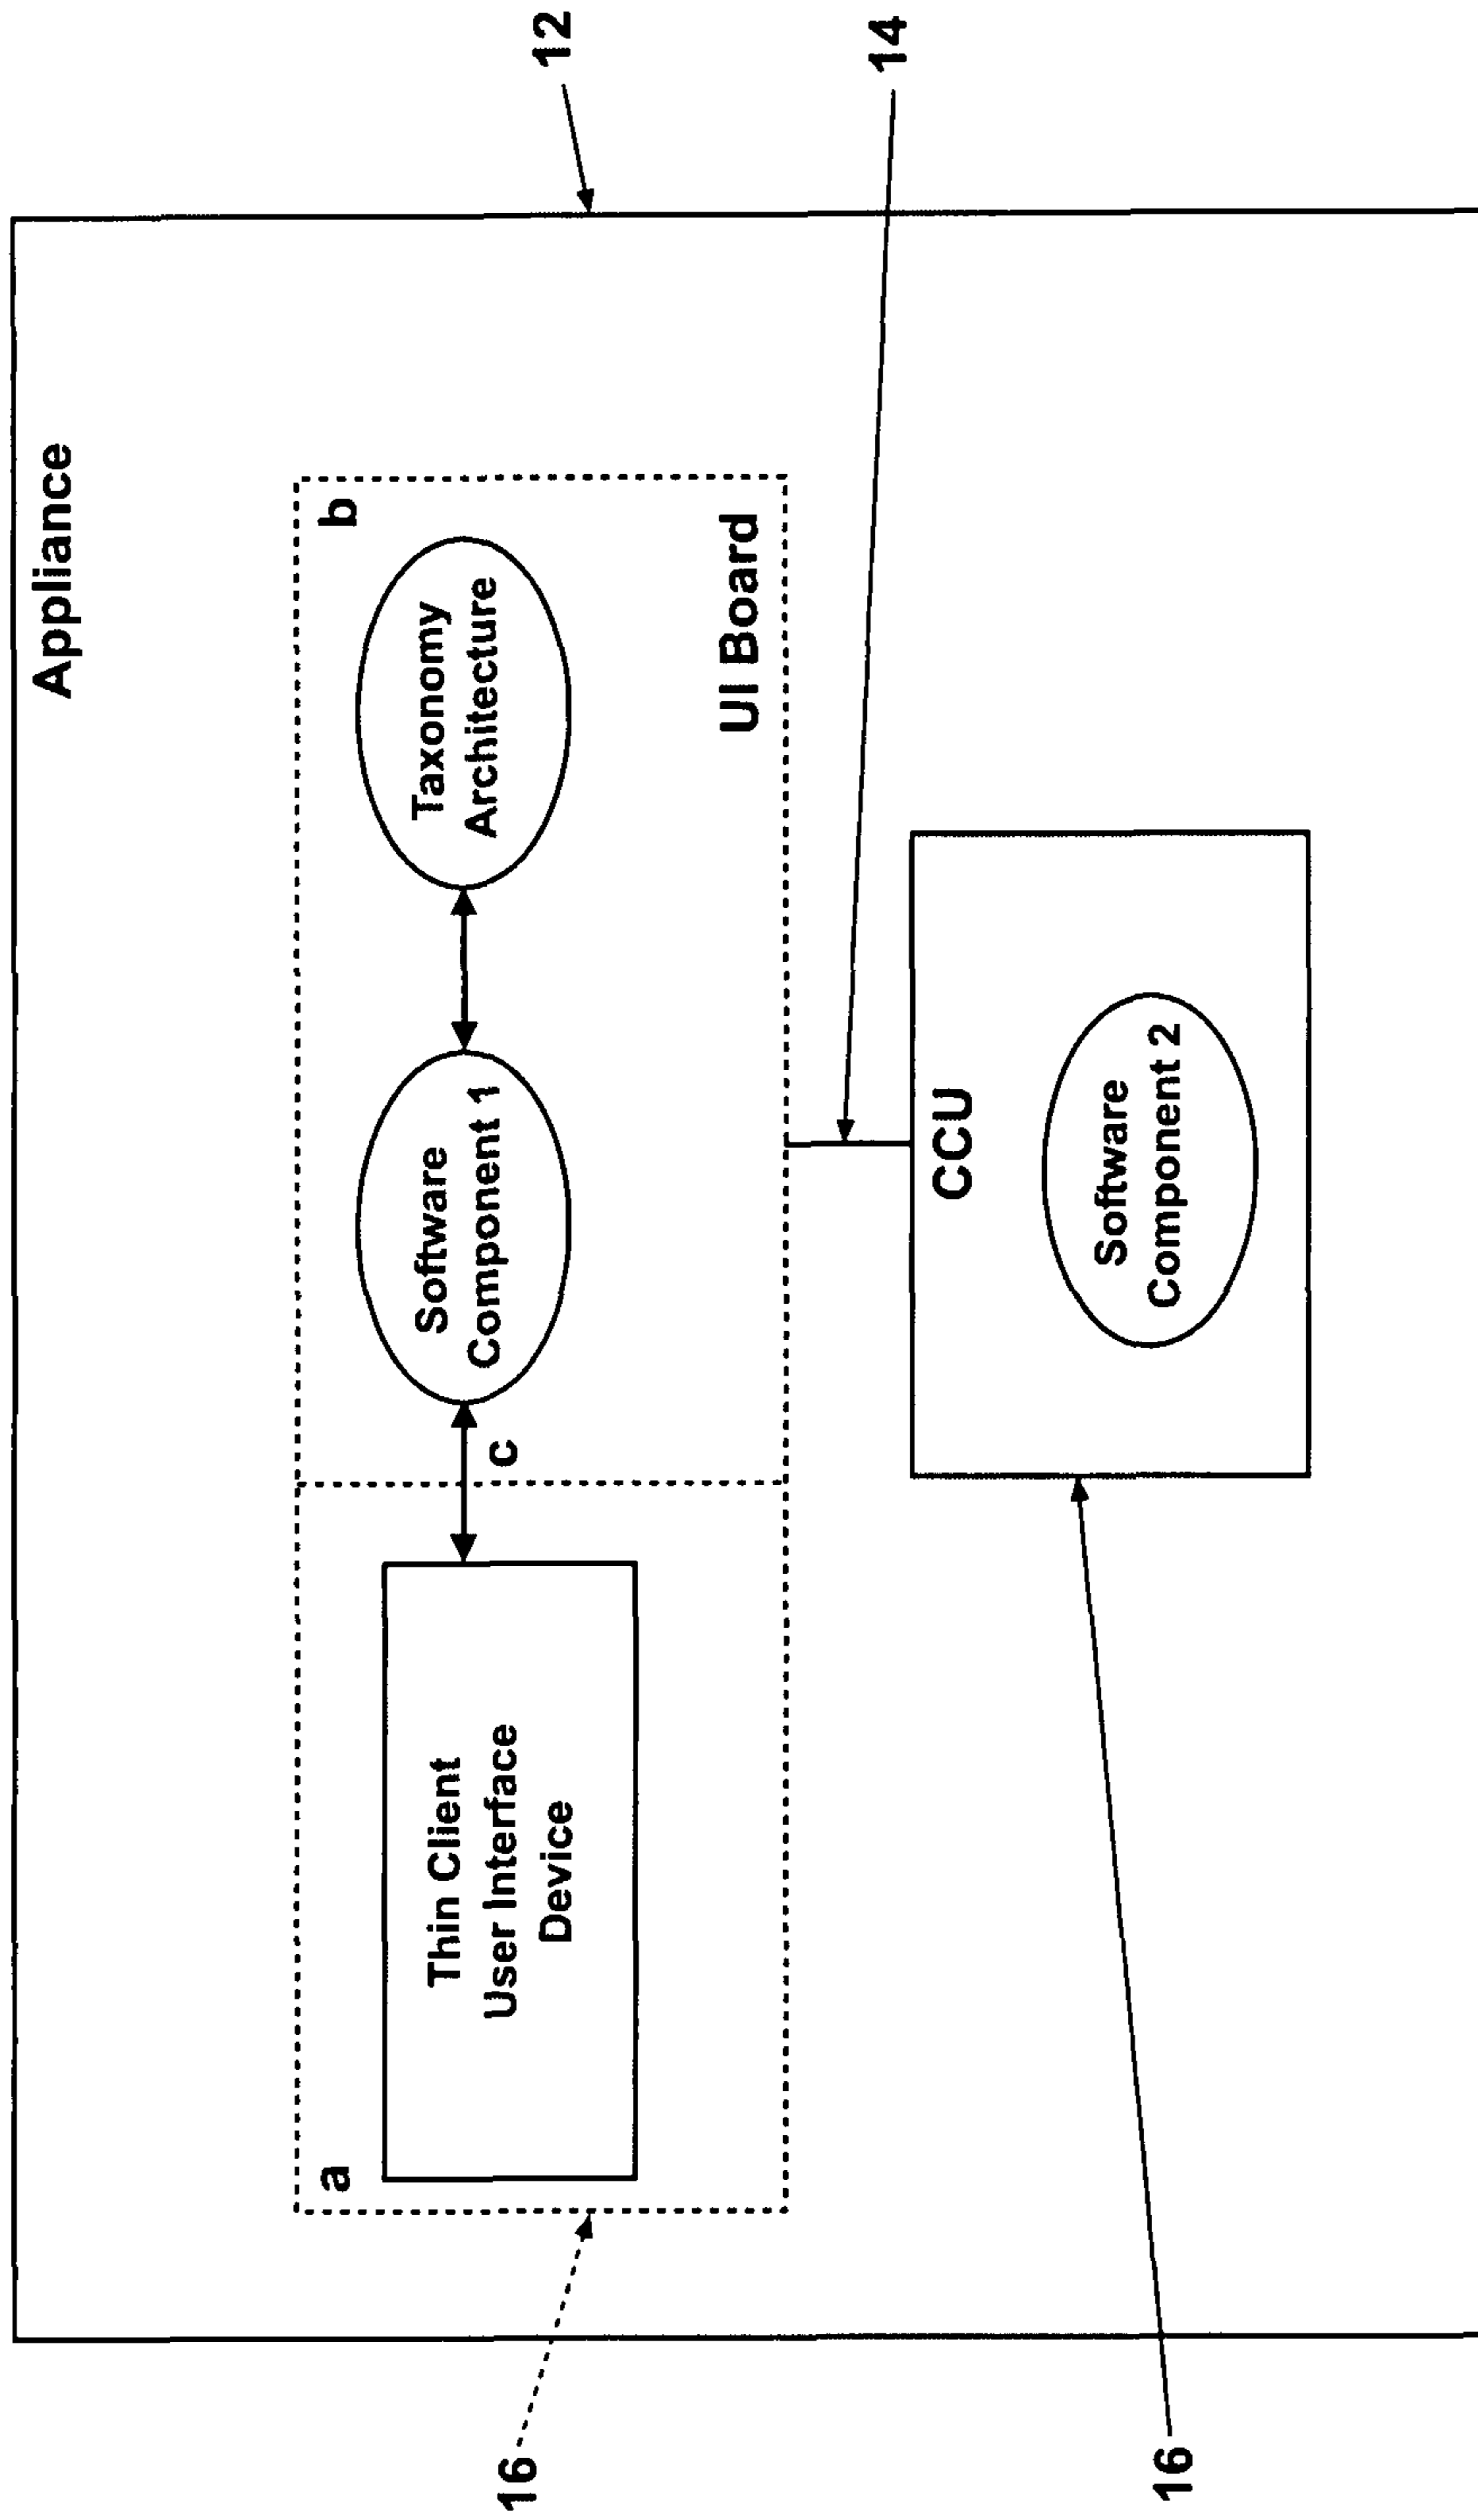 Appliance
12
16
a
b
Thin Client
User Interface
Device
c
Software
Component 1
Taxonomy
Architecture
UI Board
14
CCU
Software
Component 2
16